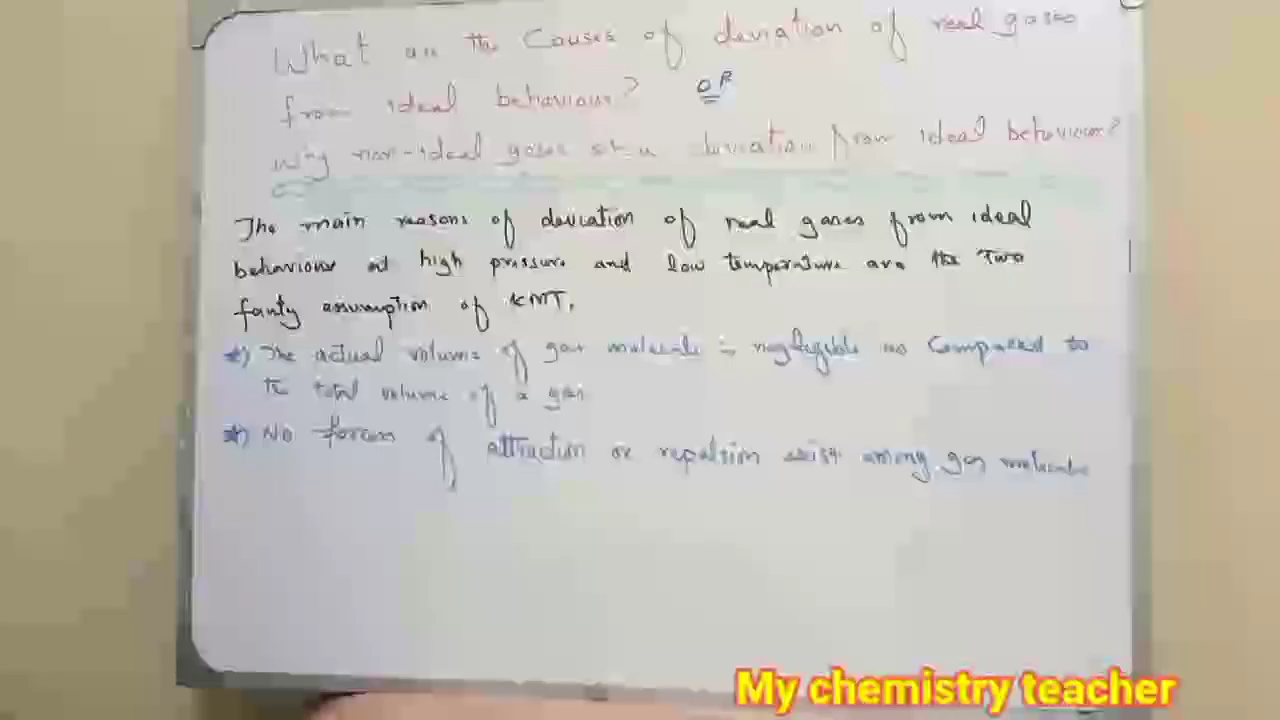 What are the Causes of deviation of real gases
from ideal behaviour? OR
Why non-ideal gases show deviation from ideal behaviour?
The main reasons of deviation of real gases from ideal
behaviour at high pressure and low temperature are the two
faulty assumption of KMT.
*) The actual volume of gas molecule is negligible as Compared to
the total volume of a gas
*) No forces of attraction or repulsion exist among gas molecules
My chemistry teacher